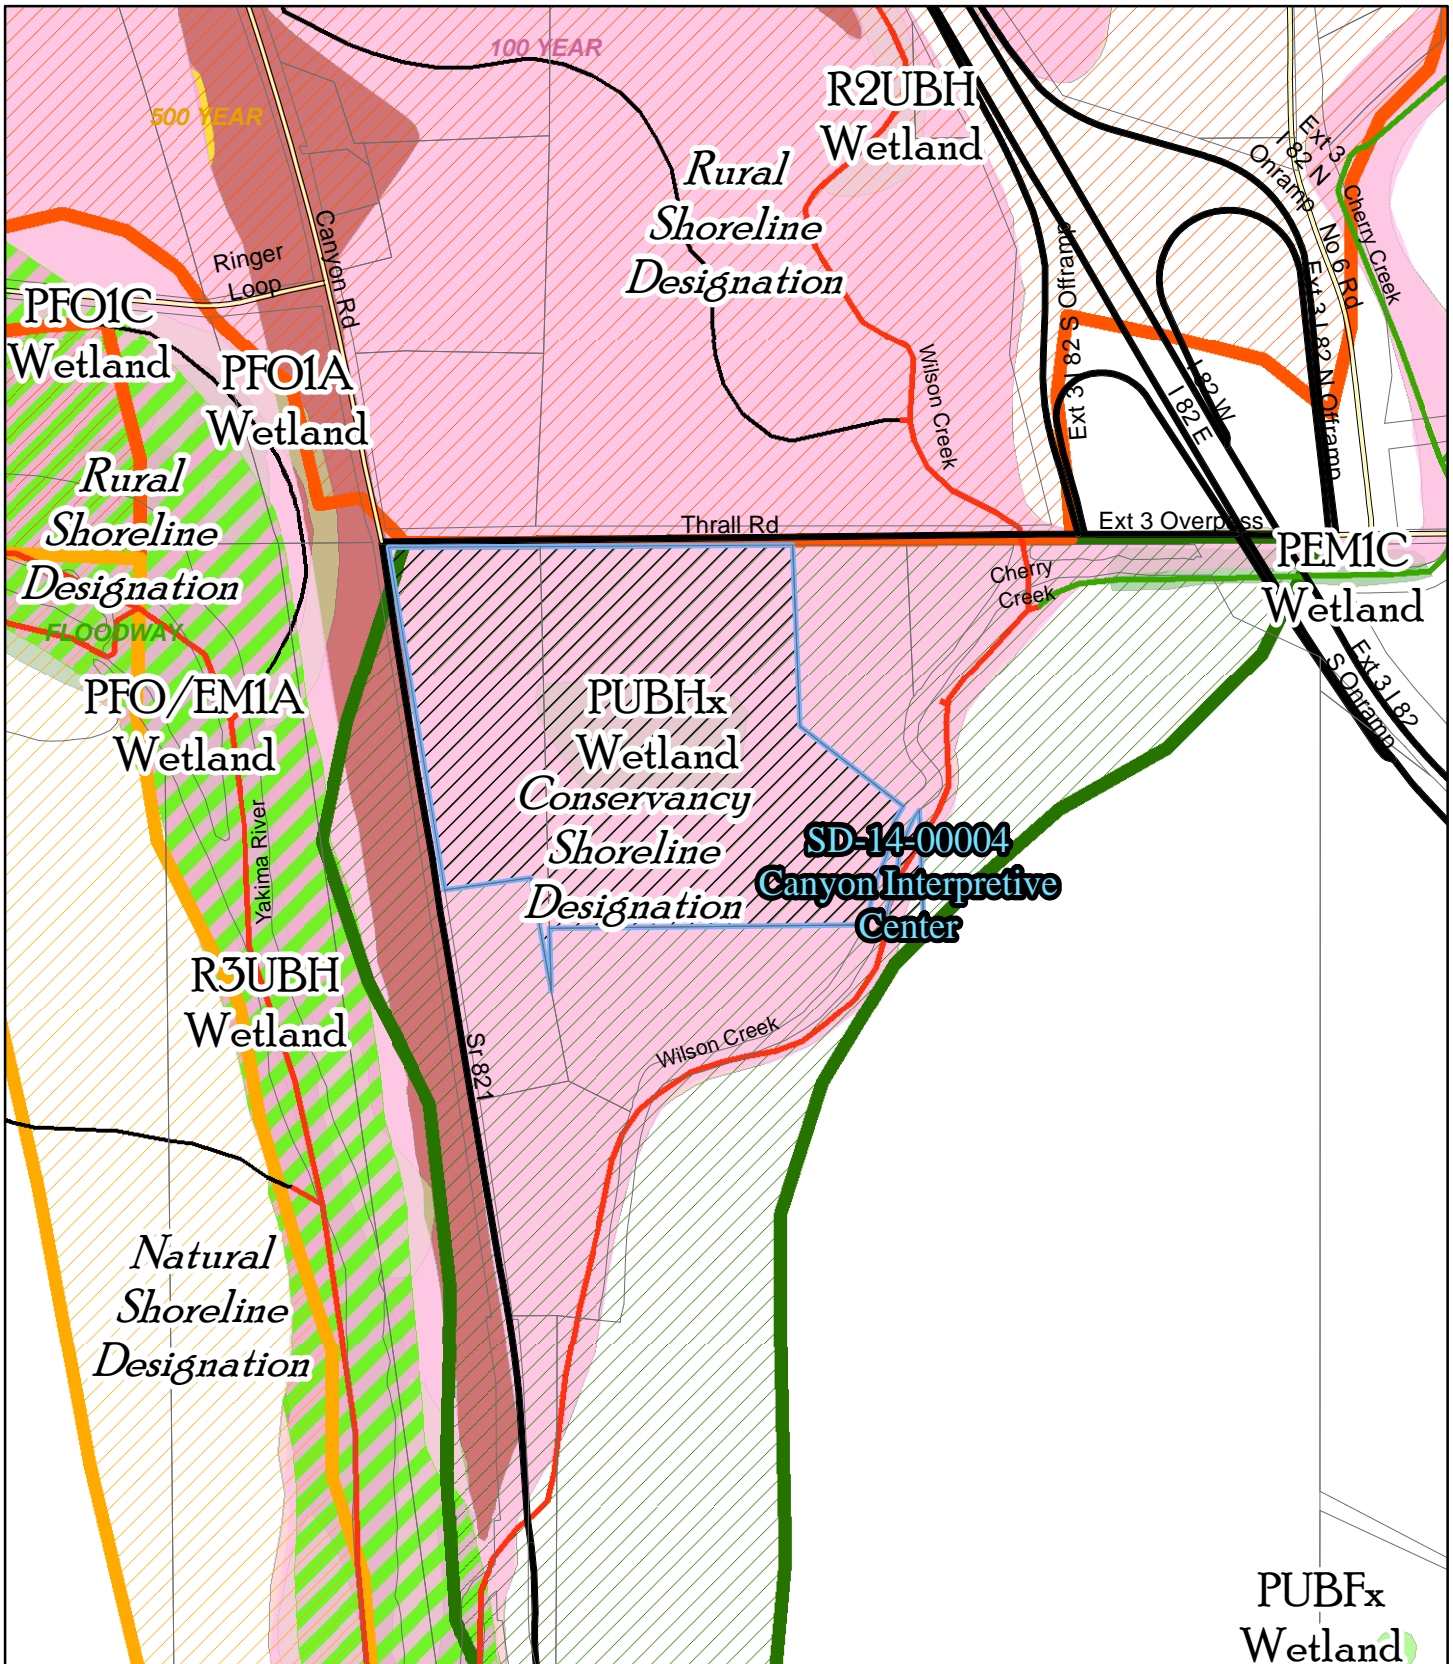 100 YEAR
500 YEAR
R2UBH
Wetland
Rural
Shoreline
Designation
Ext 3
I 82 N
Onramp
No 6 Rd
Cherry Creek
Canyon Rd
Ringer
Loop
PFO1C
Wetland
PFO1A
Wetland
Ext 3 I 82 S Offramp
Ext 3 I 82 N Offramp
I 82 W
I 82 E
Wilson Creek
Rural
Shoreline
Designation
FLOODWAY
Thrall Rd
Ext 3 Overpass
PEM1C
Wetland
Cherry
Creek
Ext 3 I 82
S Onramp
PFO/EM1A
Wetland
PUBHx
Wetland
Conservancy
Shoreline
Designation
SD-14-00004
Canyon Interpretive
Center
Yakima River
R3UBH
Wetland
Sr 821
Wilson Creek
Natural
Shoreline
Designation
PUBFx
Wetland